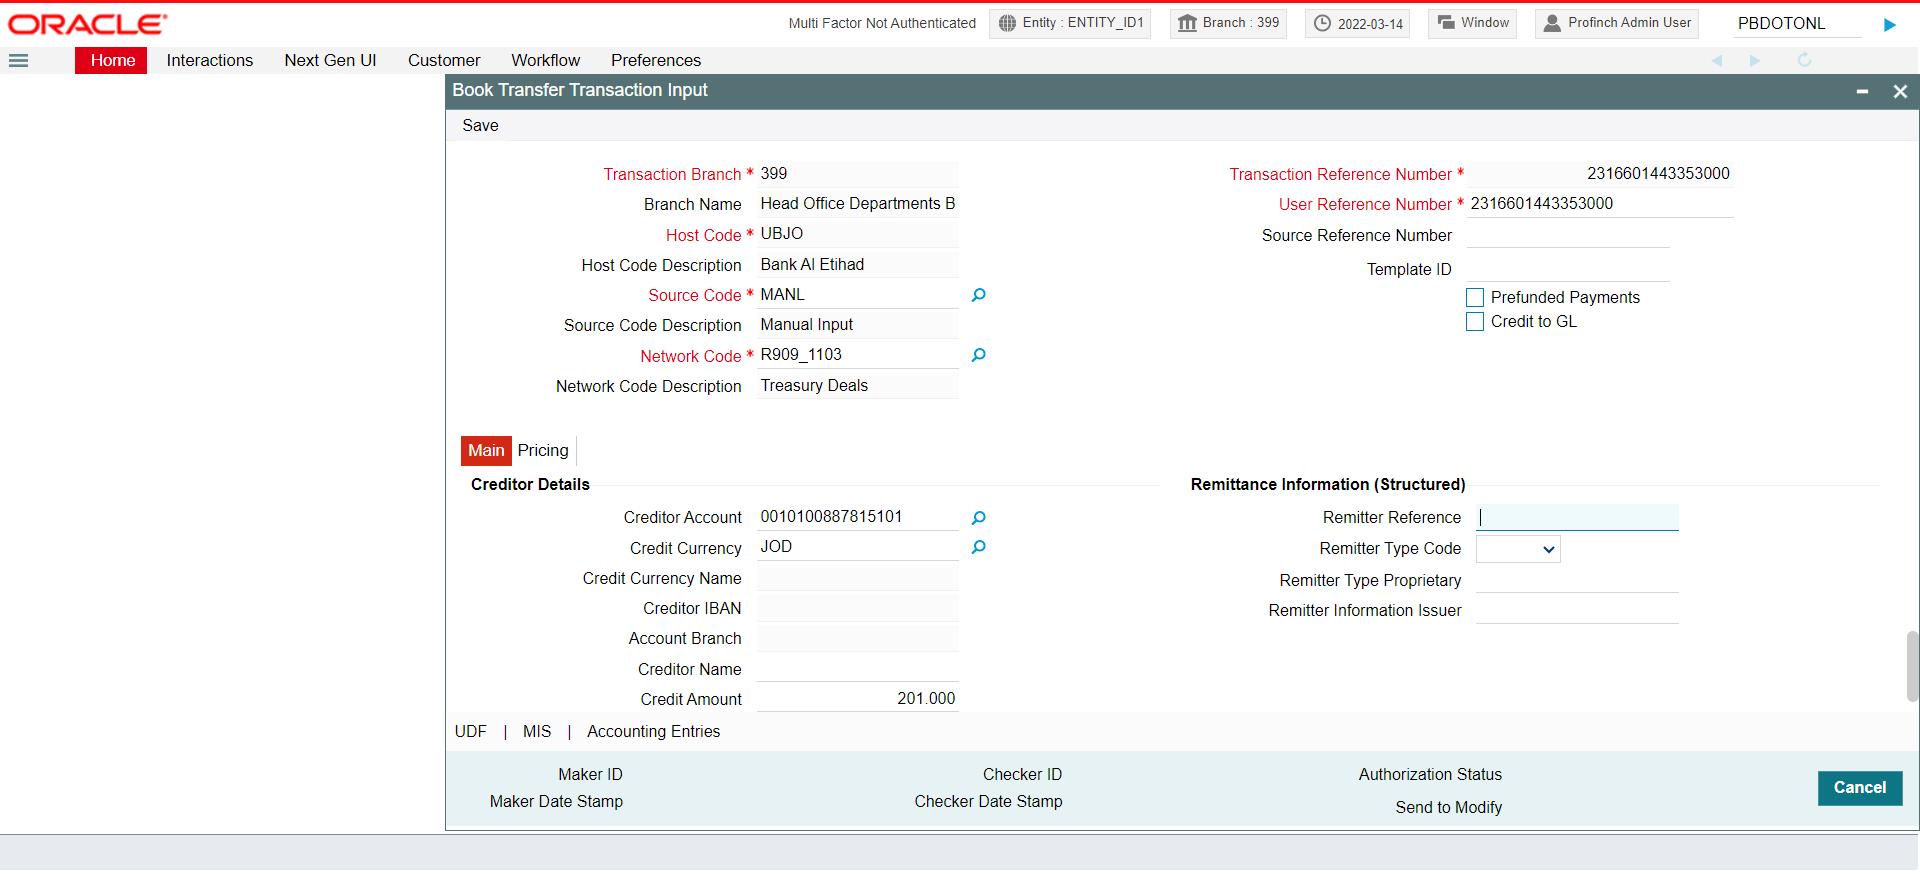 ORACLE
Multi Factor Not Authenticated
Entity : ENTITY_ID1
Branch : 399
2022-03-14
Window
Profinch Admin User
PBDOTONL
Home Interactions Next Gen UI Customer Workflow Preferences
Book Transfer Transaction Input
Save
Transaction Branch * 399
Branch Name Head Office Departments B
Host Code * UBJO
Host Code Description Bank Al Etihad
Source Code * MANL
Source Code Description Manual Input
Network Code * R909_1103
Network Code Description Treasury Deals
Transaction Reference Number * 2316601443353000
User Reference Number * 2316601443353000
Source Reference Number
Template ID
Prefunded Payments
Credit to GL
Main Pricing
Creditor Details
Creditor Account 0010100887815101
Credit Currency JOD
Credit Currency Name
Creditor IBAN
Account Branch
Creditor Name
Credit Amount 201.000
Remittance Information (Structured)
Remitter Reference
Remitter Type Code
Remitter Type Proprietary
Remitter Information Issuer
UDF | MIS | Accounting Entries
Maker ID
Maker Date Stamp
Checker ID
Checker Date Stamp
Authorization Status
Send to Modify
Cancel